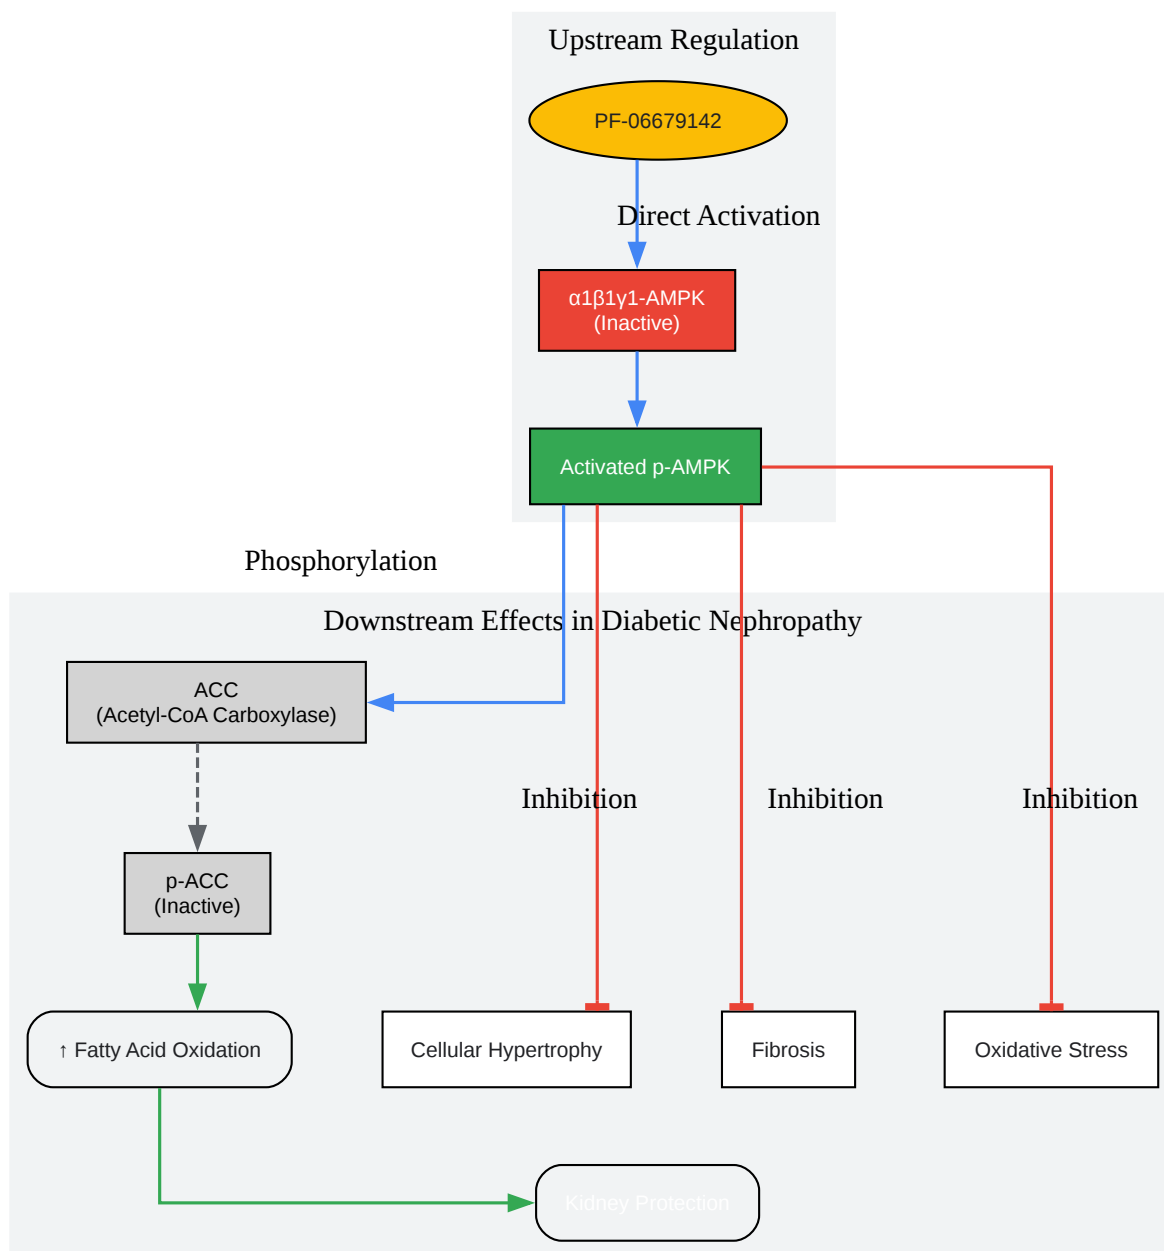 Upstream Regulation
PF-06679142
Direct Activation
α1β1γ1-AMPK
(Inactive)
Activated p-AMPK
Phosphorylation
Downstream Effects in Diabetic Nephropathy
ACC
(Acetyl-CoA Carboxylase)
Inhibition
Inhibition
Inhibition
p-ACC
(Inactive)
↑ Fatty Acid Oxidation
Cellular Hypertrophy
Fibrosis
Oxidative Stress
Kidney Protection